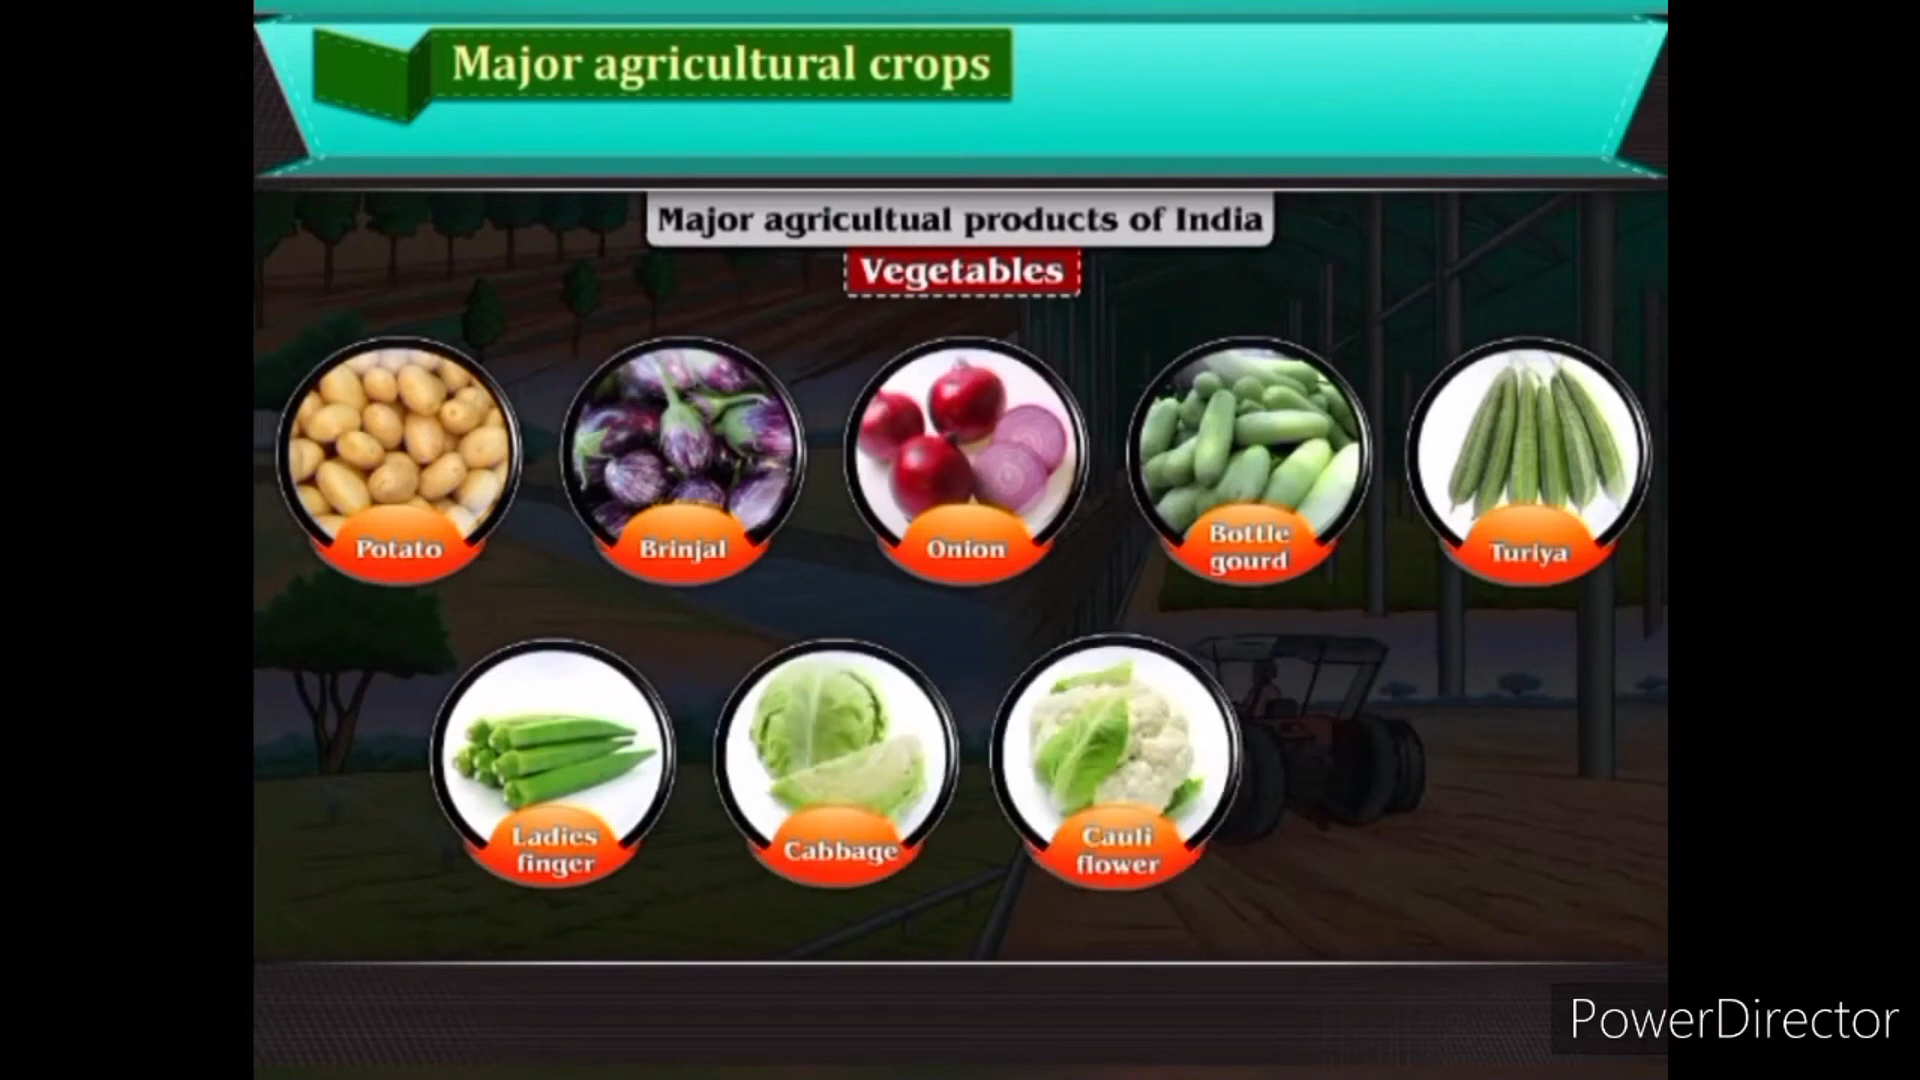 Major agricultural crops
Major agricultual products of India
Vegetables
Potato
Brinjal
Onion
Bottle
gourd
Turiya
Ladies
finger
Cabbage
Cauli
flower
PowerDirector